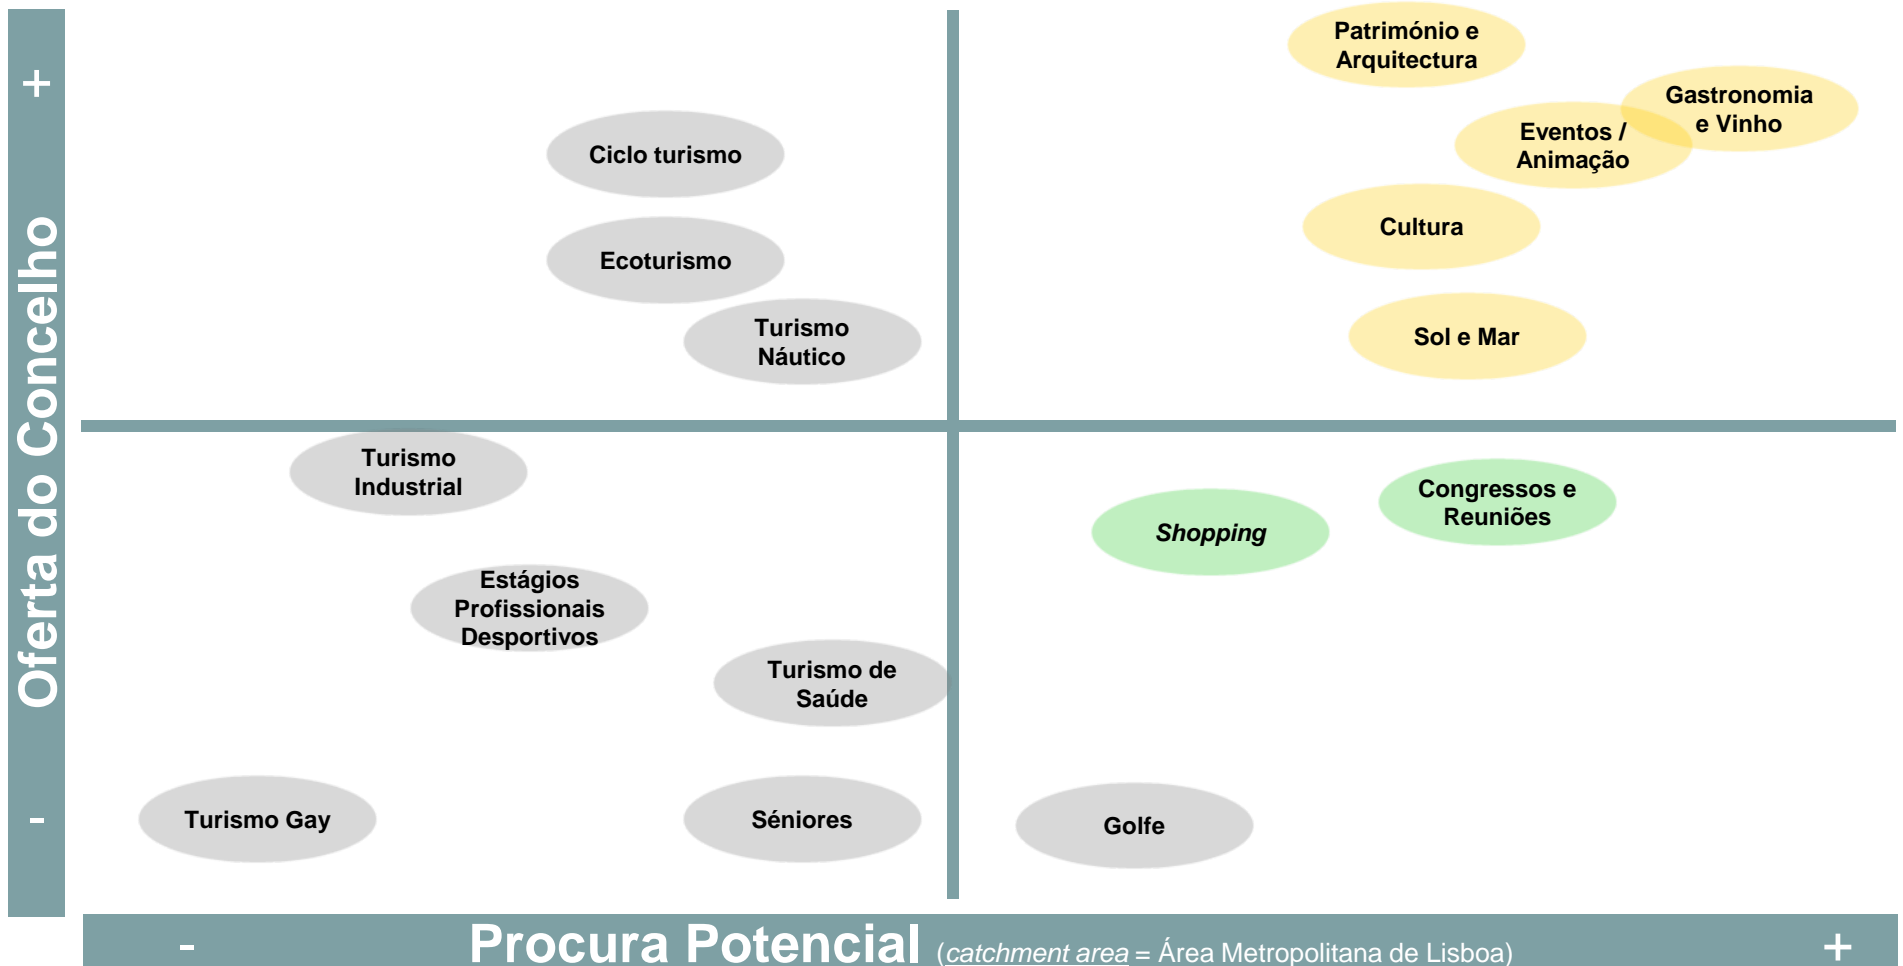 +
Oferta do Concelho
-
Património e
Arquitectura
Gastronomia
e Vinho
Eventos /
Animação
Ciclo turismo
Cultura
Ecoturismo
Turismo
Náutico
Sol e Mar
Turismo
Industrial
Congressos e
Reuniões
Shopping
Estágios
Profissionais
Desportivos
Turismo de
Saúde
Turismo Gay
Séniores
Golfe
- Procura Potencial (catchment area = Área Metropolitana de Lisboa) +